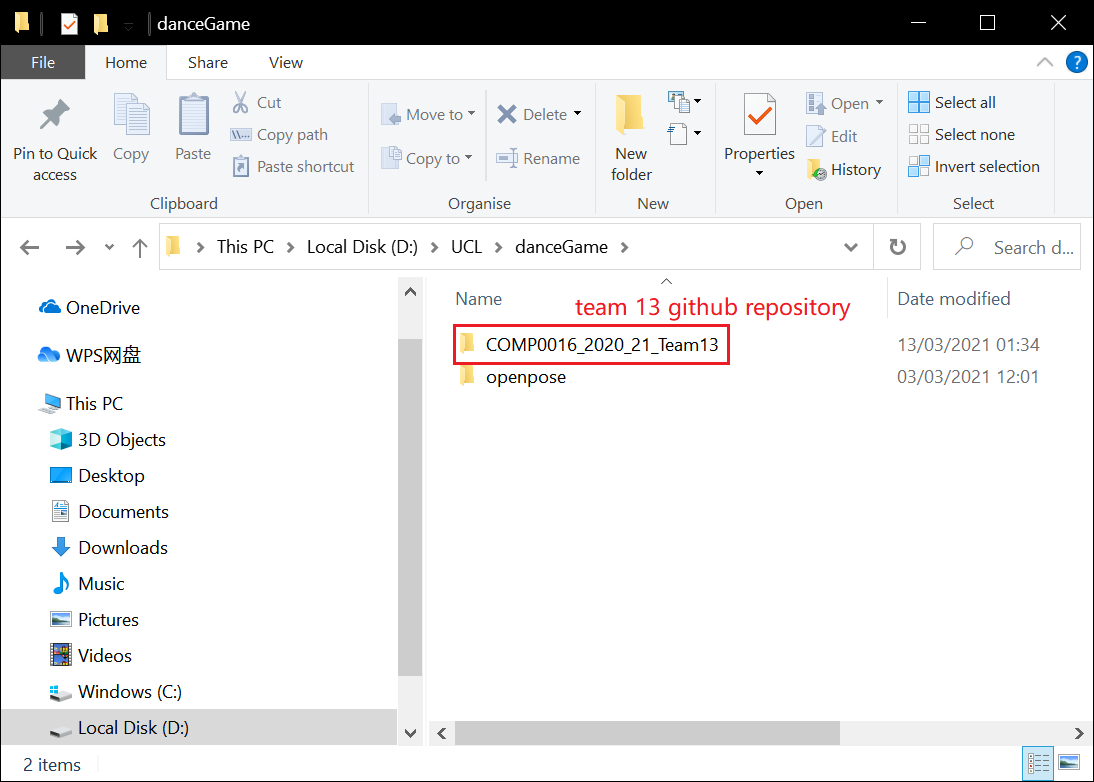 danceGame
File Home Share View
Pin to Quick access
Copy
Paste
Cut
Copy path
Paste shortcut
Clipboard
Move to
Copy to
Delete
Rename
Organise
New folder
New
Properties
Open
Edit
History
Open
Select all
Select none
Invert selection
Select
This PC > Local Disk (D:) > UCL > danceGame >
Search d...
OneDrive
WPS网盘
This PC
3D Objects
Desktop
Documents
Downloads
Music
Pictures
Videos
Windows (C:)
Local Disk (D:)
Name Date modified
team 13 github repository
COMP0016_2020_21_Team13 13/03/2021 01:34
openpose 03/03/2021 12:01
2 items